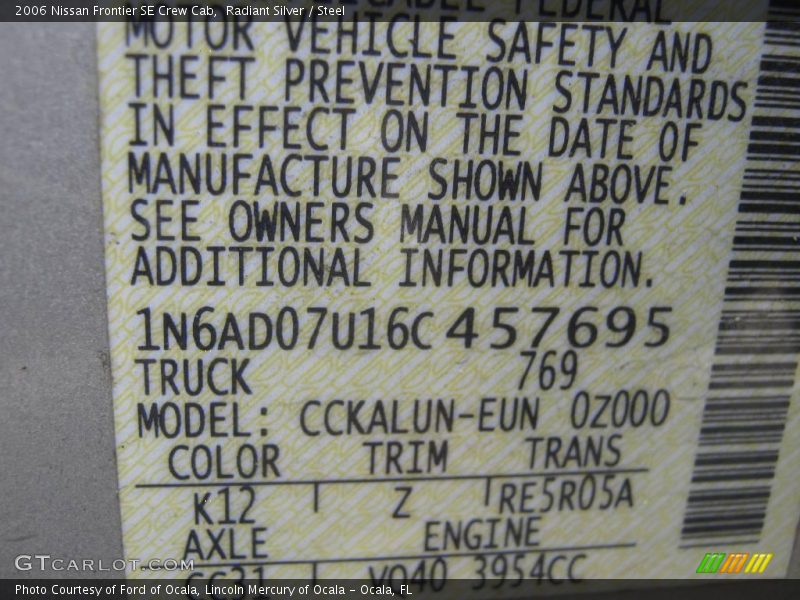 2006 Nissan Frontier SE Crew Cab, Radiant Silver / Steel
FEDERAL
MOTOR VEHICLE SAFETY AND
THEFT PREVENTION STANDARDS
IN EFFECT ON THE DATE OF
MANUFACTURE SHOWN ABOVE.
SEE OWNERS MANUAL FOR
ADDITIONAL INFORMATION.
1N6AD07U16C457695
TRUCK 769
MODEL: CCKALUN-EUN 0Z000
COLOR TRIM TRANS
K12 Z RE5R05A
AXLE ENGINE
VQ40 3954CC
GTCARLOT.COM
Photo Courtesy of Ford of Ocala, Lincoln Mercury of Ocala - Ocala, FL